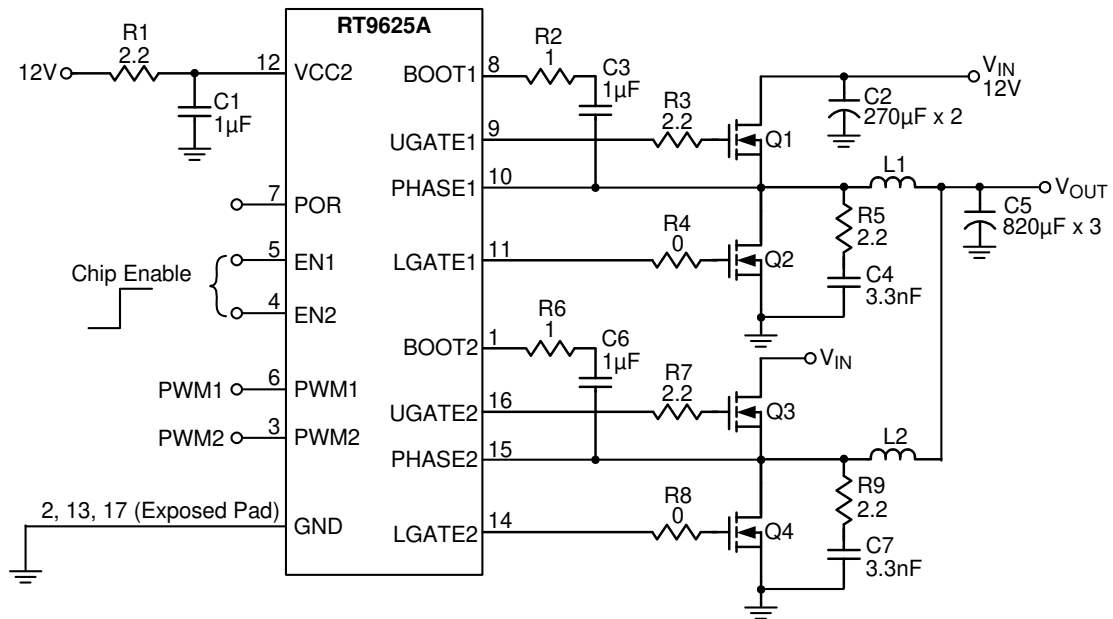 RT9625A
R1
2.2
12V
12
VCC2
C1
1µF
7
POR
5
EN1
Chip Enable
4
EN2
6
PWM1
PWM1
3
PWM2
PWM2
2, 13, 17 (Exposed Pad)
GND
BOOT1
8
R2
1
C3
1µF
UGATE1
9
R3
2.2
Q1
C2
270µF x 2
VIN
12V
PHASE1
10
L1
VOUT
C5
820µF x 3
LGATE1
11
R4
0
Q2
R5
2.2
C4
3.3nF
BOOT2
1
R6
1
C6
1µF
VIN
UGATE2
16
R7
2.2
Q3
PHASE2
15
L2
LGATE2
14
R8
0
Q4
R9
2.2
C7
3.3nF